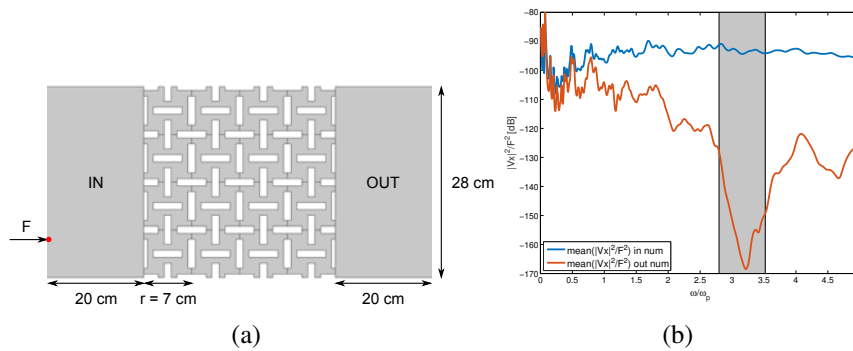 IN
OUT
F
28 cm
20 cm
r = 7 cm
20 cm
(a)
-80
-90
-100
-110
-120
-130
-140
-150
-160
-170
|Vx|²/F² [dB]
mean(|Vx|²/F²) in num
mean(|Vx|²/F²) out num
0 0.5 1 1.5 2 2.5 3 3.5 4 4.5
ω/ωₚ
(b)